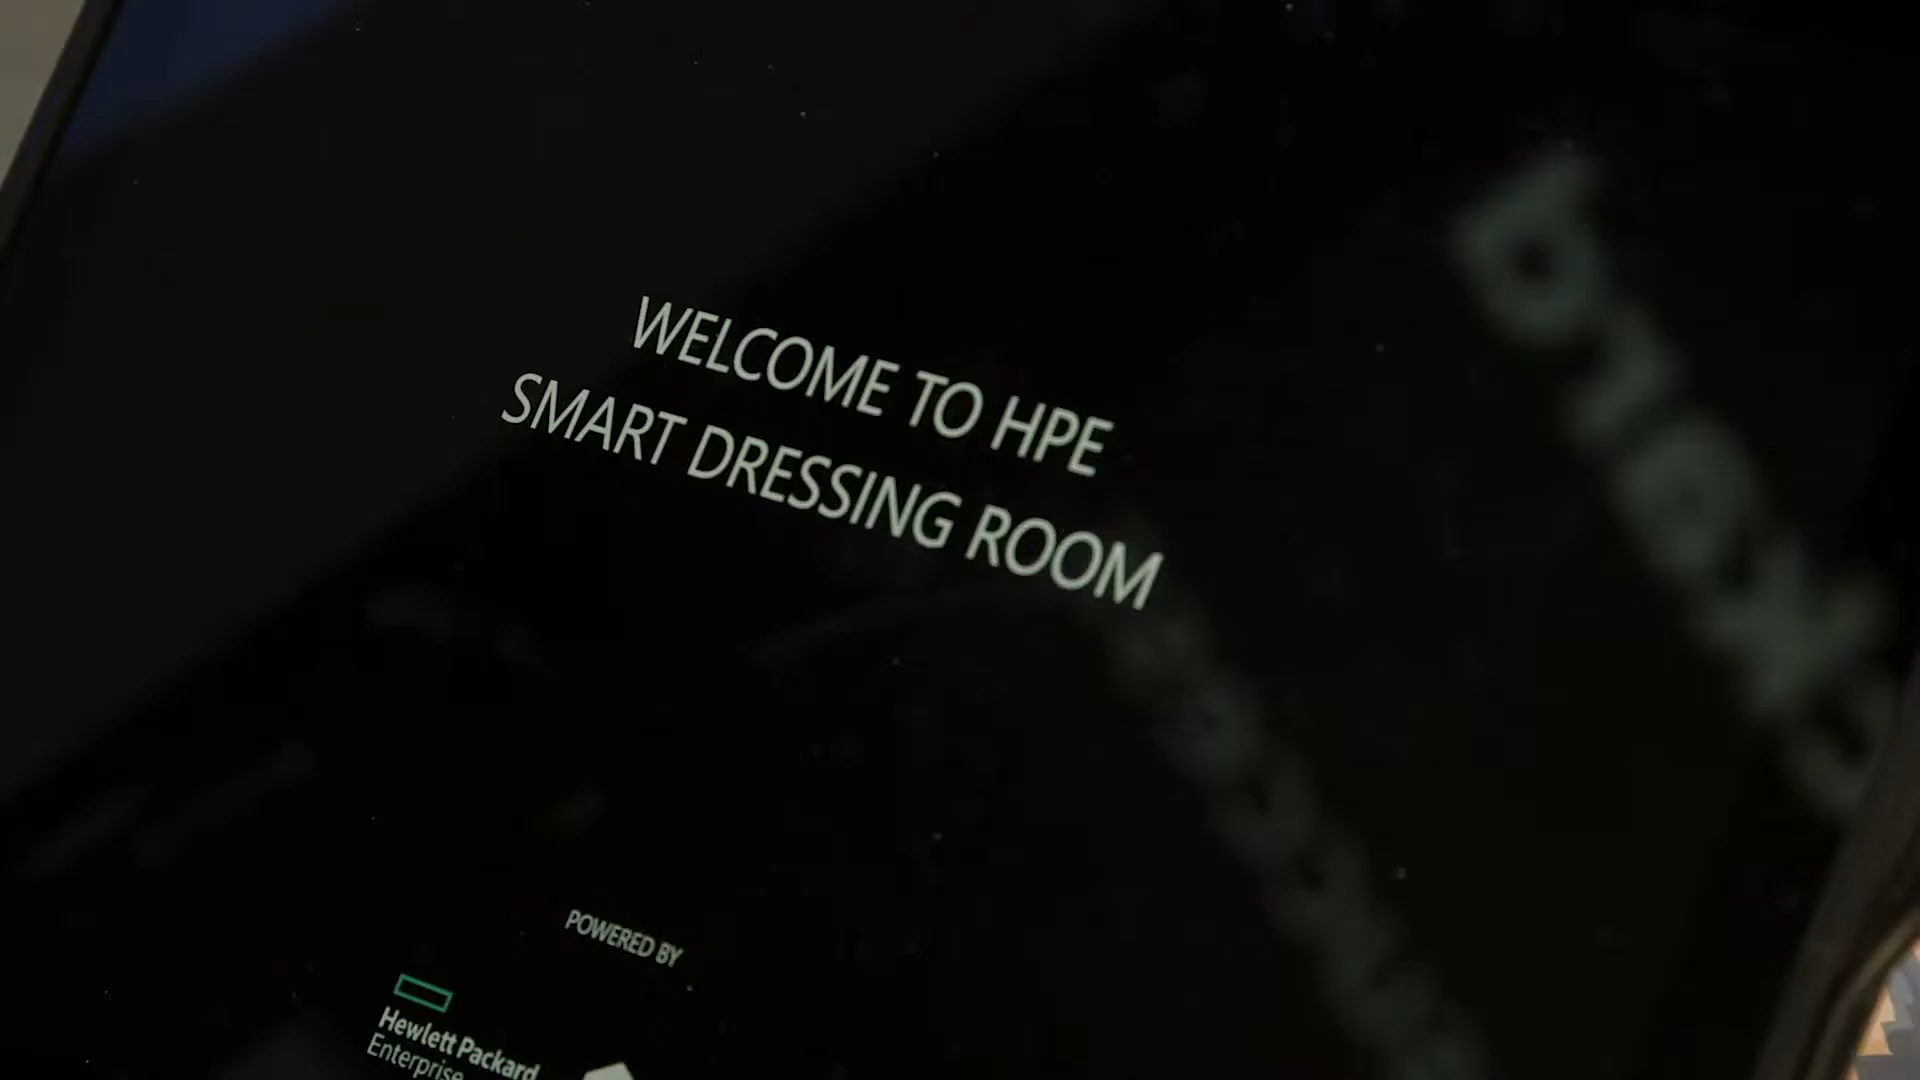 WELCOME TO HPE
SMART DRESSING ROOM
POWERED BY
Hewlett Packard
Enterprise